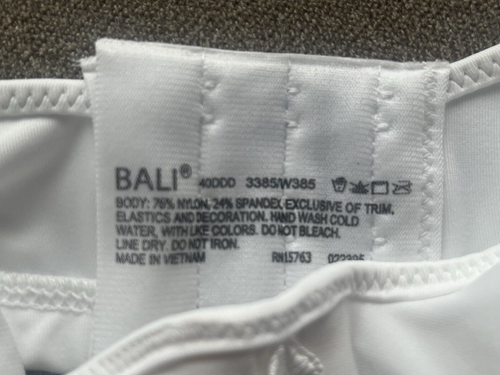 BALI® 40DDD 3385/W385
BODY: 76% NYLON, 24% SPANDEX, EXCLUSIVE OF TRIM,
ELASTICS AND DECORATION. HAND WASH COLD
WATER, WITH LIKE COLORS. DO NOT BLEACH.
LINE DRY. DO NOT IRON.
MADE IN VIETNAM RN15763